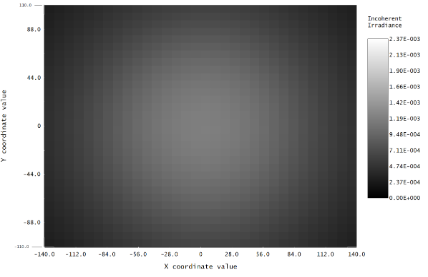 110.0
Incoherent
Irradiance
88.0
2.37E-003
2.13E-003
1.90E-003
44.0
1.66E-003
1.42E-003
Y coordinate value
0
1.19E-003
9.48E-004
7.11E-004
-44.0
4.74E-004
2.37E-004
0.00E+000
-88.0
-110.0
-140.0 -112.0 -84.0 -56.0 -28.0 0 28.0 56.0 84.0 112.0 140.0
X coordinate value